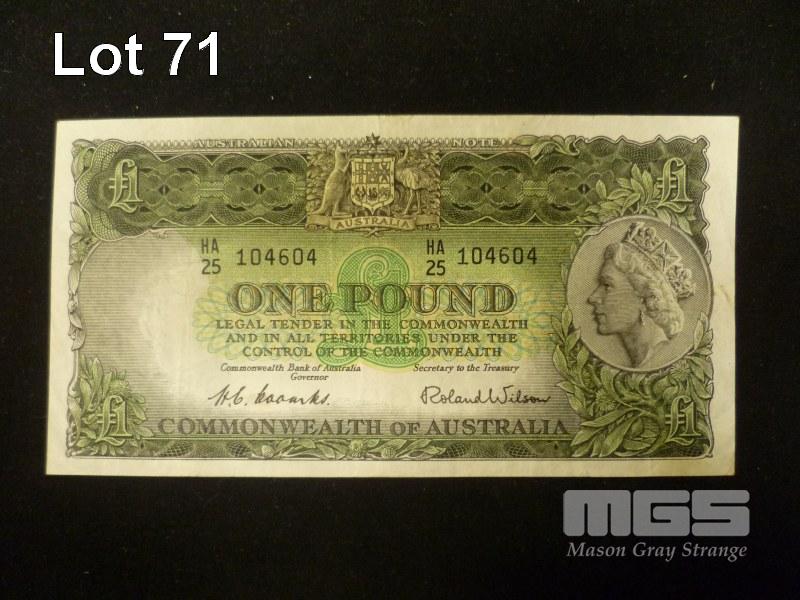 Lot 71
AUSTRALIAN NOTE
£1 £1
AUSTRALIA
HA 25 104604 HA 25 104604
ONE POUND
LEGAL TENDER IN THE COMMONWEALTH
AND IN ALL TERRITORIES UNDER THE
CONTROL OF THE COMMONWEALTH
Commonwealth Bank of Australia Secretary to the Treasury
Governor
H.C. Coombs. Roland Wilson
£1 £1
COMMONWEALTH OF AUSTRALIA
MGS
Mason Gray Strange